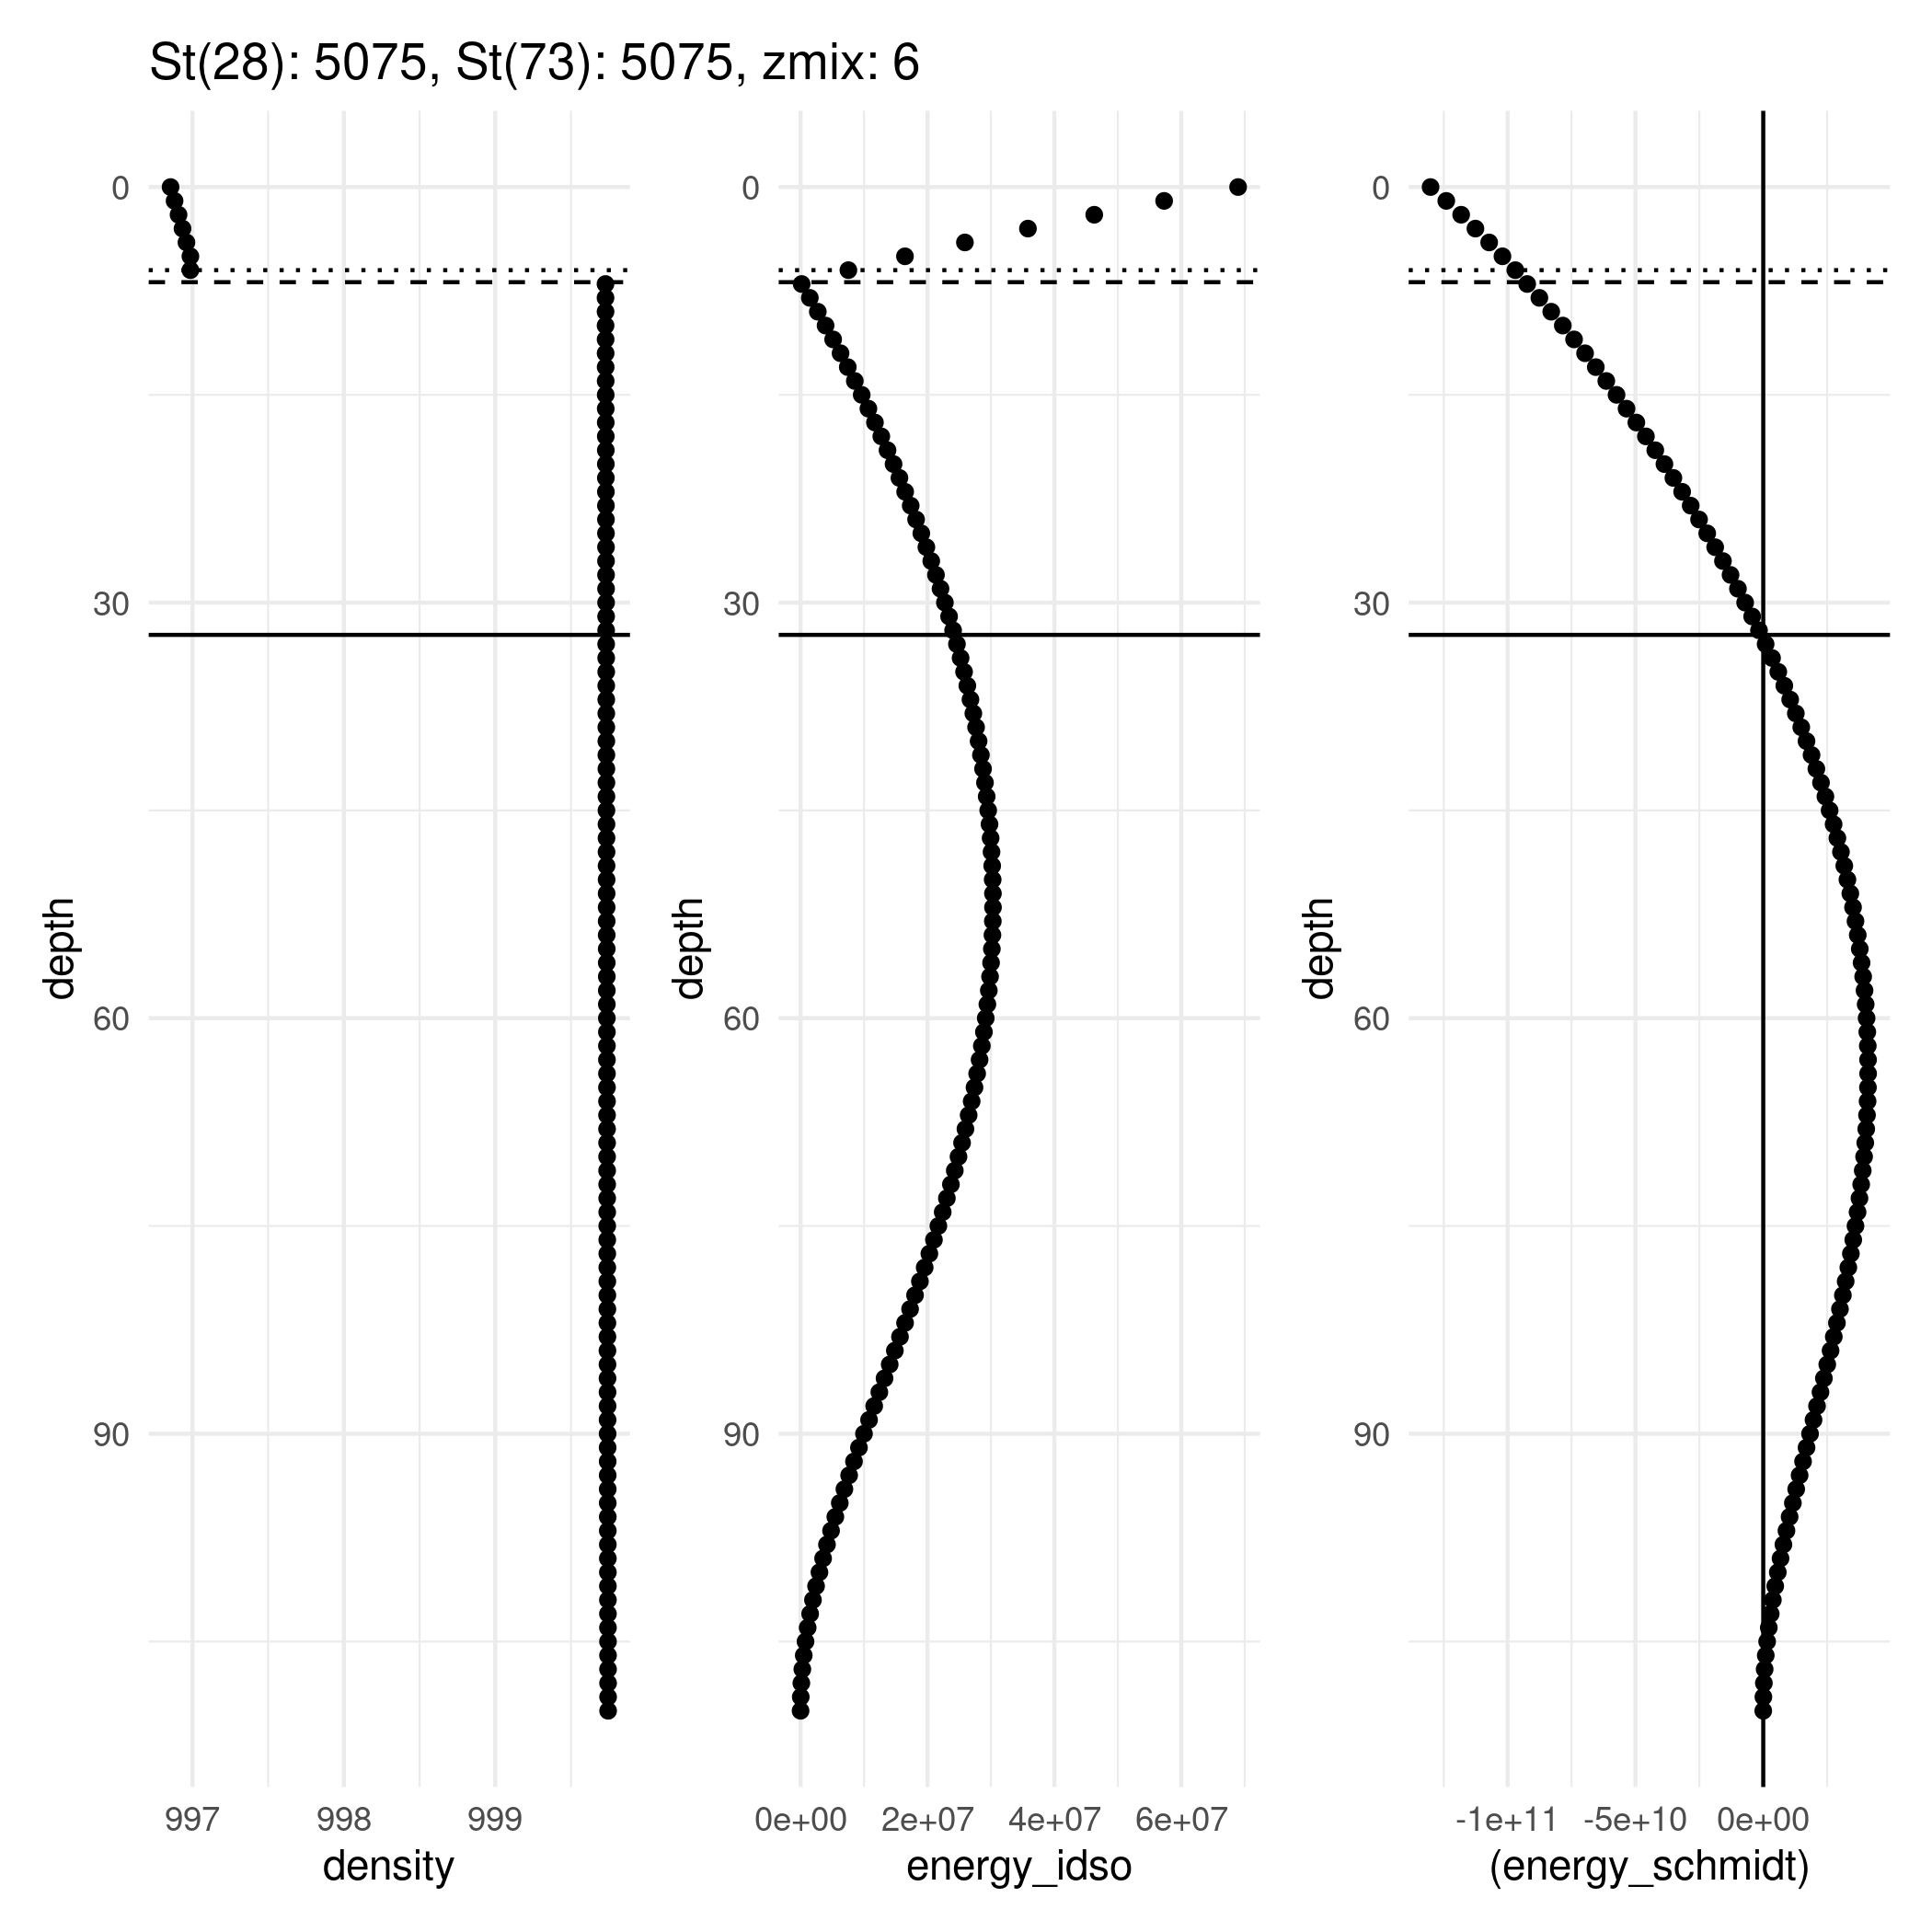 St(28): 5075, St(73): 5075, zmix: 6
0
30
60
90
depth
997 998 999
density
0
30
60
90
depth
0e+00 2e+07 4e+07 6e+07
energy_idso
0
30
60
90
depth
-1e+11 -5e+10 0e+00
(energy_schmidt)